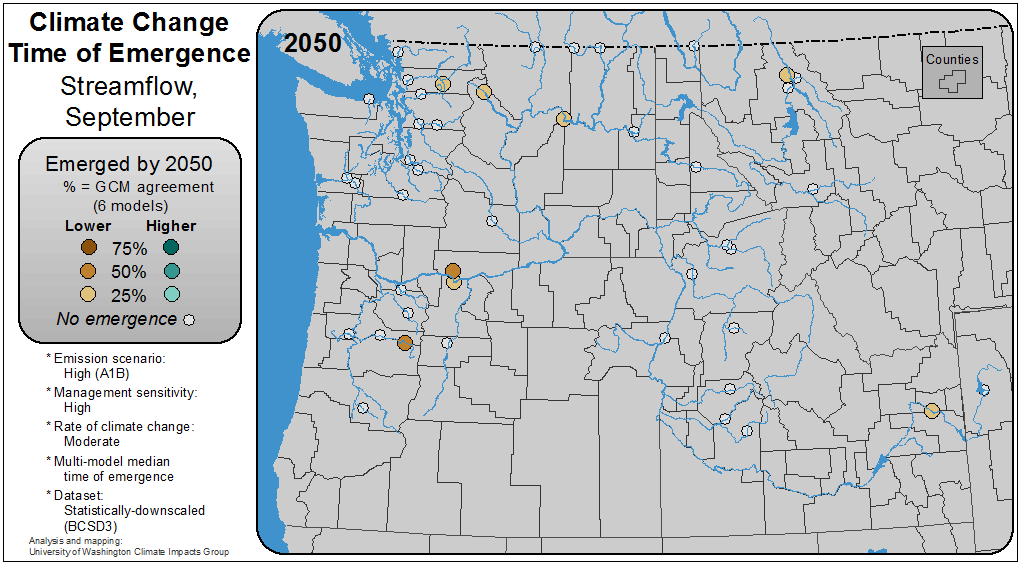 Climate Change
Time of Emergence
Streamflow,
September
Emerged by 2050
% = GCM agreement
(6 models)
Lower Higher
75%
50%
25%
No emergence
* Emission scenario:
High (A1B)
* Management sensitivity:
High
* Rate of climate change:
Moderate
* Multi-model median
time of emergence
* Dataset:
Statistically-downscaled
(BCSD3)
Analysis and mapping:
University of Washington Climate Impacts Group
2050
Counties